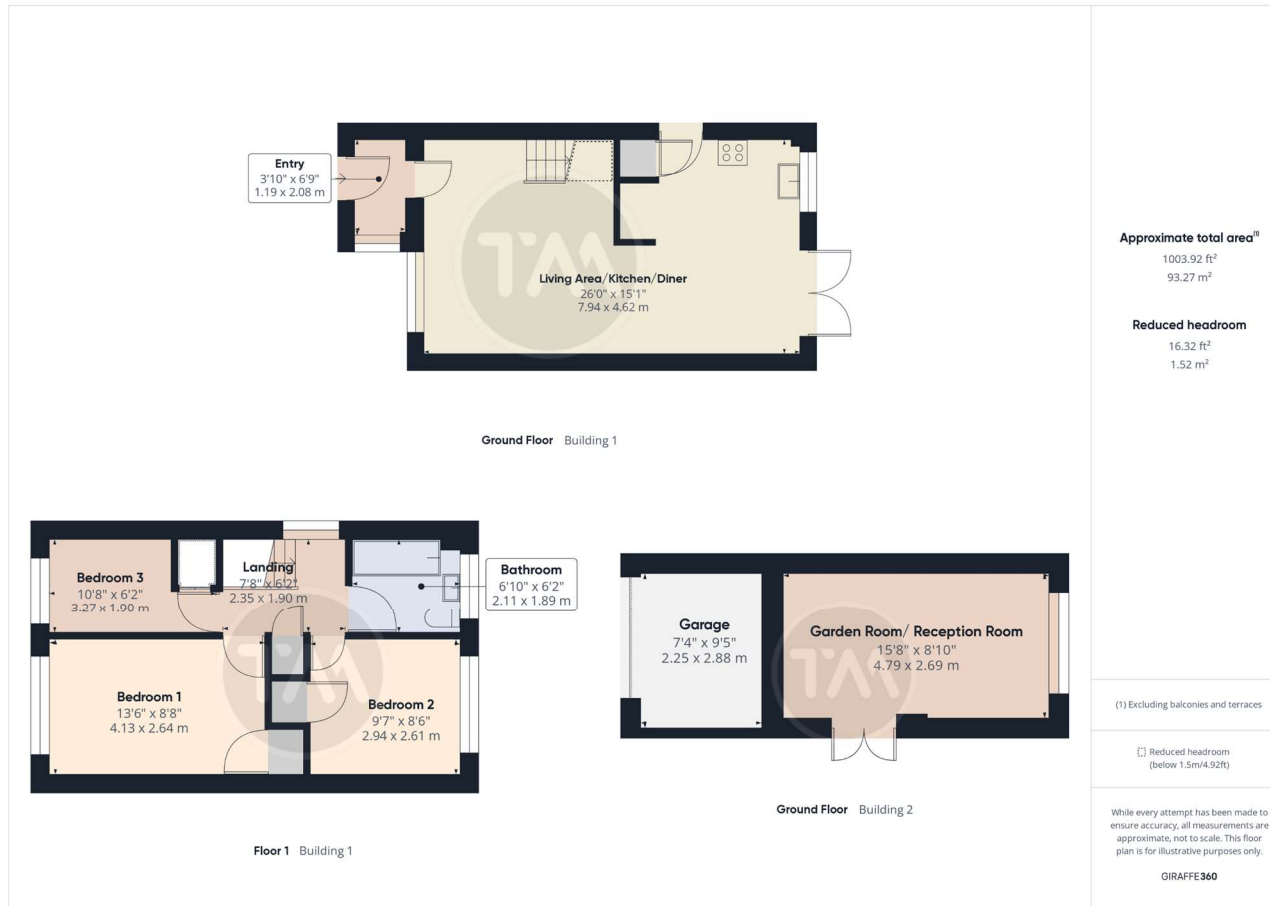 Entry
3'10" x 6'9"
1.19 x 2.08 m
Living Area/Kitchen/Diner
26'0" x 15'1"
7.94 x 4.62 m
TM
Ground Floor Building 1
Bedroom 3
10'8" x 6'2"
3.27 x 1.90 m
Landing
7'8" x 6'2"
2.35 x 1.90 m
Bathroom
6'10" x 6'2"
2.11 x 1.89 m
Bedroom 1
13'6" x 8'8"
4.13 x 2.64 m
Bedroom 2
9'7" x 8'6"
2.94 x 2.61 m
TM
Floor 1 Building 1
Garage
7'4" x 9'5"
2.25 x 2.88 m
Garden Room/ Reception Room
15'8" x 8'10"
4.79 x 2.69 m
TM
Ground Floor Building 2
Approximate total area(1)
1003.92 ft²
93.27 m²
Reduced headroom
16.32 ft²
1.52 m²
(1) Excluding balconies and terraces
Reduced headroom
(below 1.5m/4.92ft)
While every attempt has been made to
ensure accuracy, all measurements are
approximate, not to scale. This floor
plan is for illustrative purposes only.
GIRAFFE360